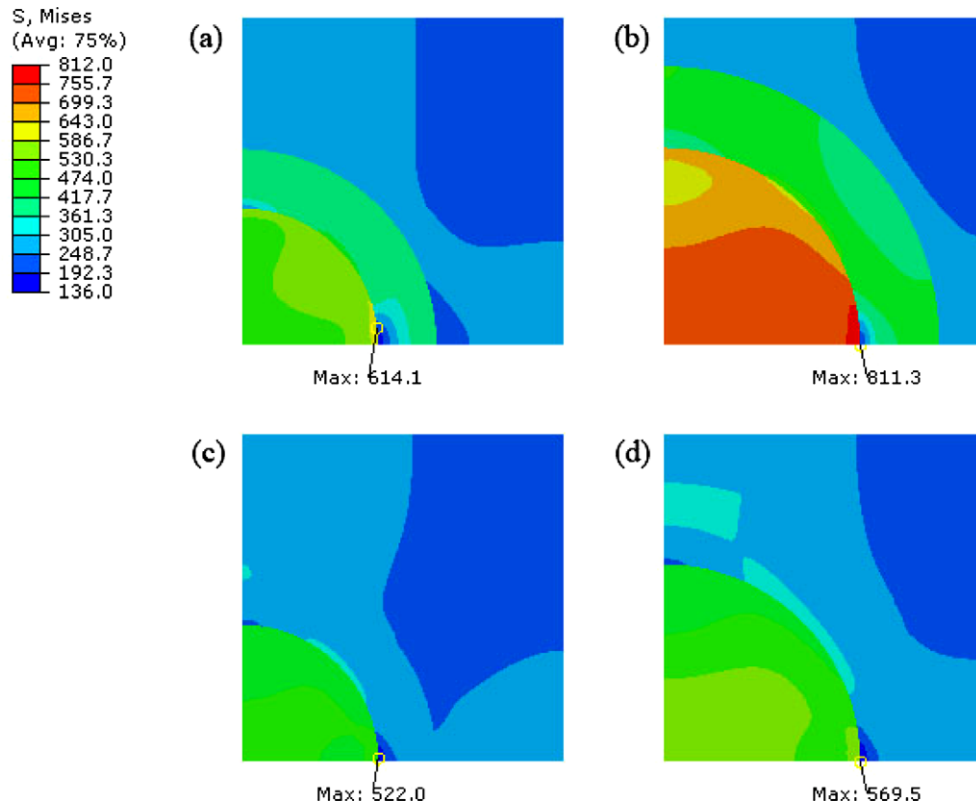 S, Mises
(Avg: 75%)
812.0
755.7
699.3
643.0
586.7
530.3
474.0
417.7
361.3
305.0
248.7
192.3
136.0
(a)
Max: 614.1
(b)
Max: 811.3
(c)
Max: 522.0
(d)
Max: 569.5